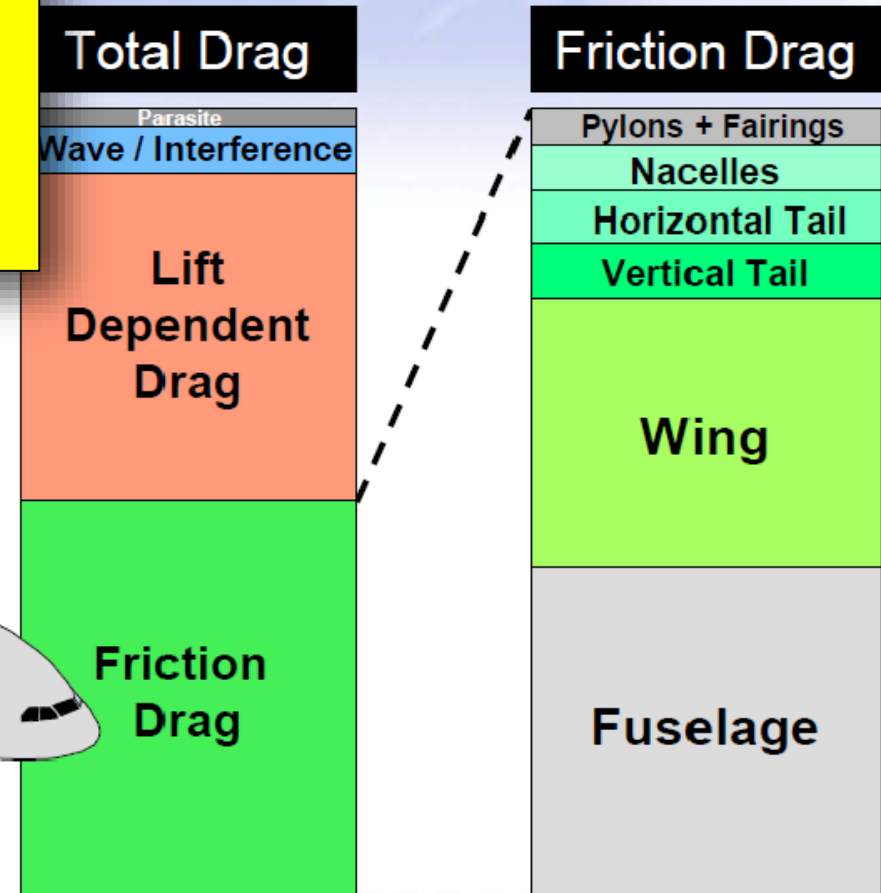 Total Drag
Parasite
Wave / Interference
Lift
Dependent
Drag
Friction
Drag
Friction Drag
Pylons + Fairings
Nacelles
Horizontal Tail
Vertical Tail
Wing
Fuselage